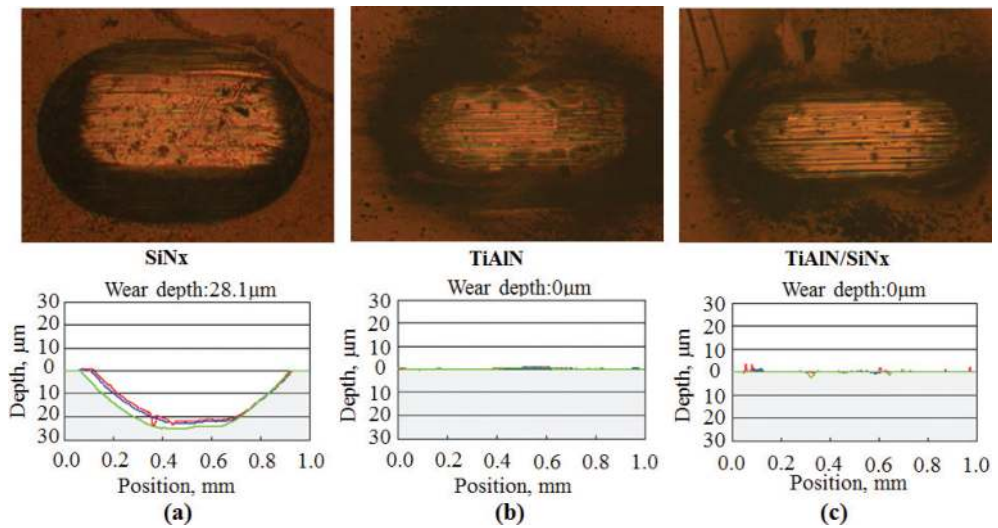 SiNx
TiAlN
TiAlN/SiNx
Wear depth:28.1μm
Wear depth:0μm
Wear depth:0μm
Depth, μm
30
20
10
0
10
20
30
0.0 0.2 0.4 0.6 0.8 1.0
Position, mm
(a)
Depth, μm
30
20
10
0
10
20
30
0.0 0.2 0.4 0.6 0.8 1.0
Position, mm
(b)
Depth, μm
30
20
10
0
10
20
30
0.0 0.2 0.4 0.6 0.8 1.0
Position, mm
(c)